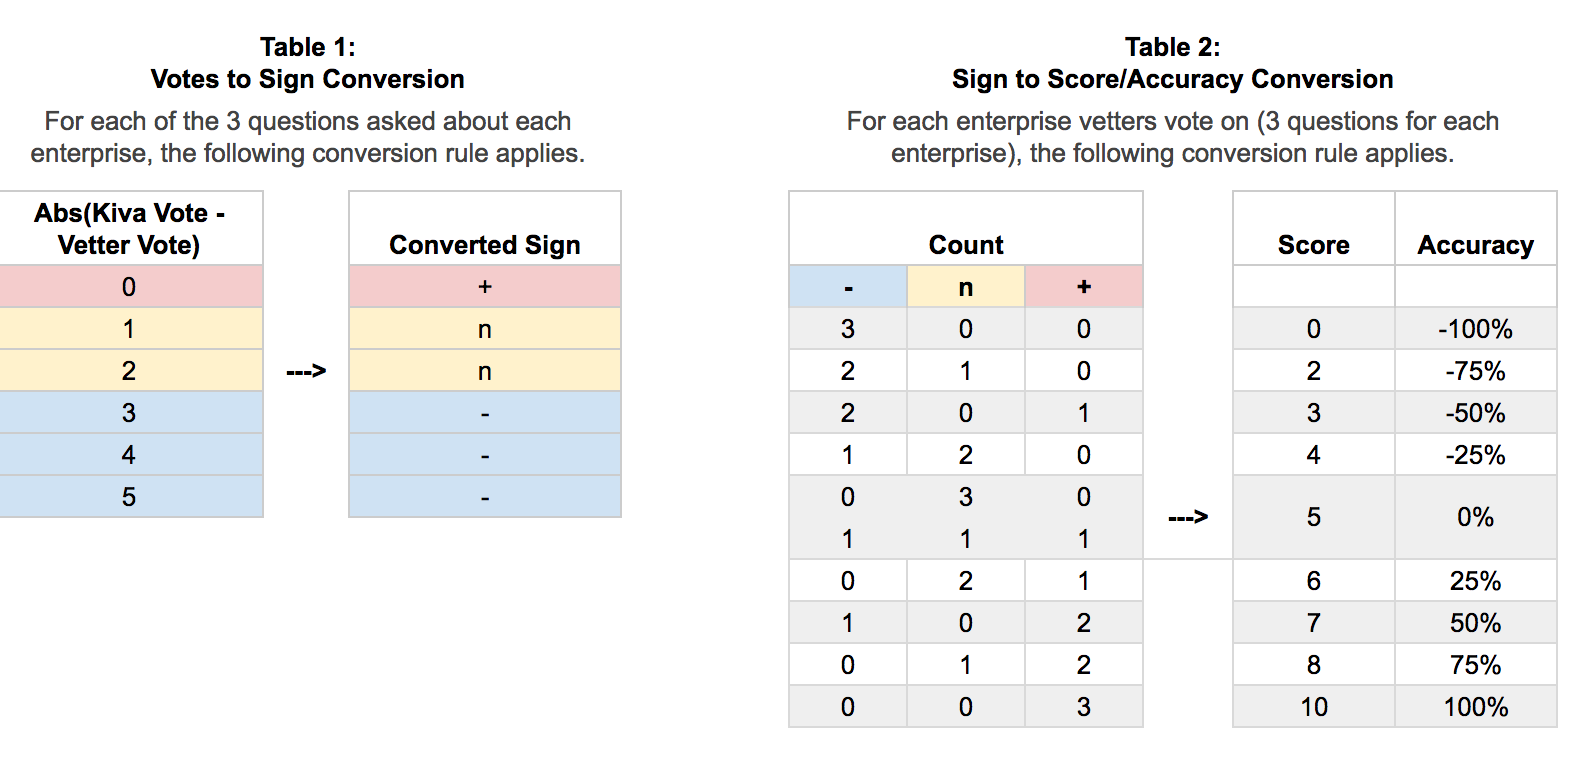 Table 1:
Votes to Sign Conversion
For each of the 3 questions asked about each
enterprise, the following conversion rule applies.
Abs(Kiva Vote -
Vetter Vote)
Converted Sign
0 +
1 n
2 ---> n
3 -
4 -
5 -
Table 2:
Sign to Score/Accuracy Conversion
For each enterprise vetters vote on (3 questions for each
enterprise), the following conversion rule applies.
Count Score Accuracy
- n +
3 0 0 0 -100%
2 1 0 2 -75%
2 0 1 3 -50%
1 2 0 4 -25%
0 3 0
---> 5 0%
1 1 1
0 2 1 6 25%
1 0 2 7 50%
0 1 2 8 75%
0 0 3 10 100%